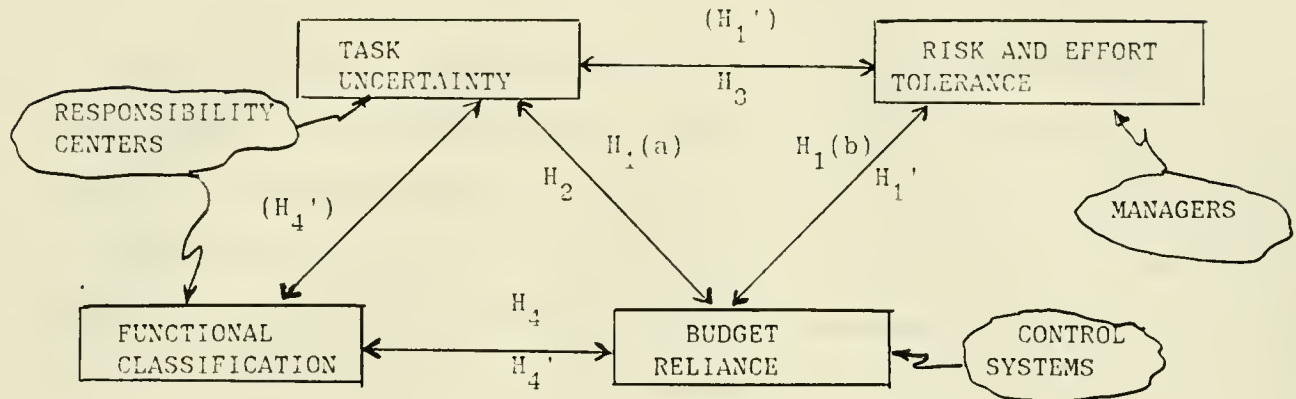 (H1')
TASK
UNCERTAINTY
RISK AND EFFORT
TOLERANCE
H3
RESPONSIBILITY
CENTERS
H1(a)
H1(b)
H2
H1'
(H4')
MANAGERS
H4
FUNCTIONAL
CLASSIFICATION
BUDGET
RELIANCE
H4'
CONTROL
SYSTEMS